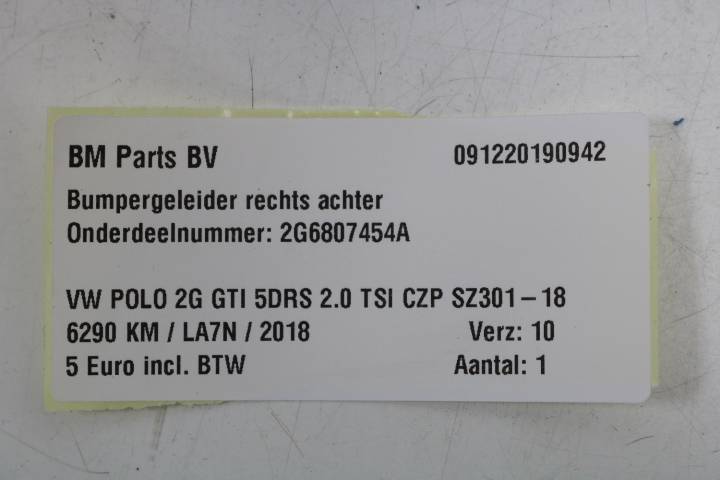 BM Parts BV 091220190942
Bumpergeleider rechts achter
Onderdeelnummer: 2G6807454A
VW POLO 2G GTI 5DRS 2.0 TSI CZP SZ301-18
6290 KM / LA7N / 2018 Verz: 10
5 Euro incl. BTW Aantal: 1